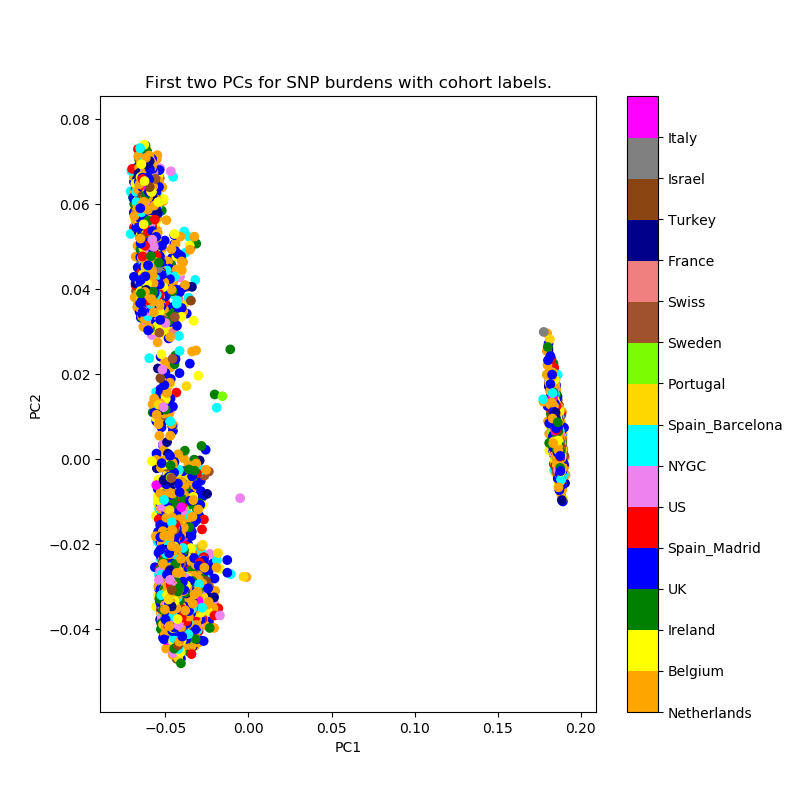 First two PCs for SNP burdens with cohort labels.
0.08
0.06
0.04
0.02
0.00
−0.02
−0.04
PC2
−0.05
0.00
0.05
0.10
0.15
0.20
PC1
Italy
Israel
Turkey
France
Swiss
Sweden
Portugal
Spain_Barcelona
NYGC
US
Spain_Madrid
UK
Ireland
Belgium
Netherlands